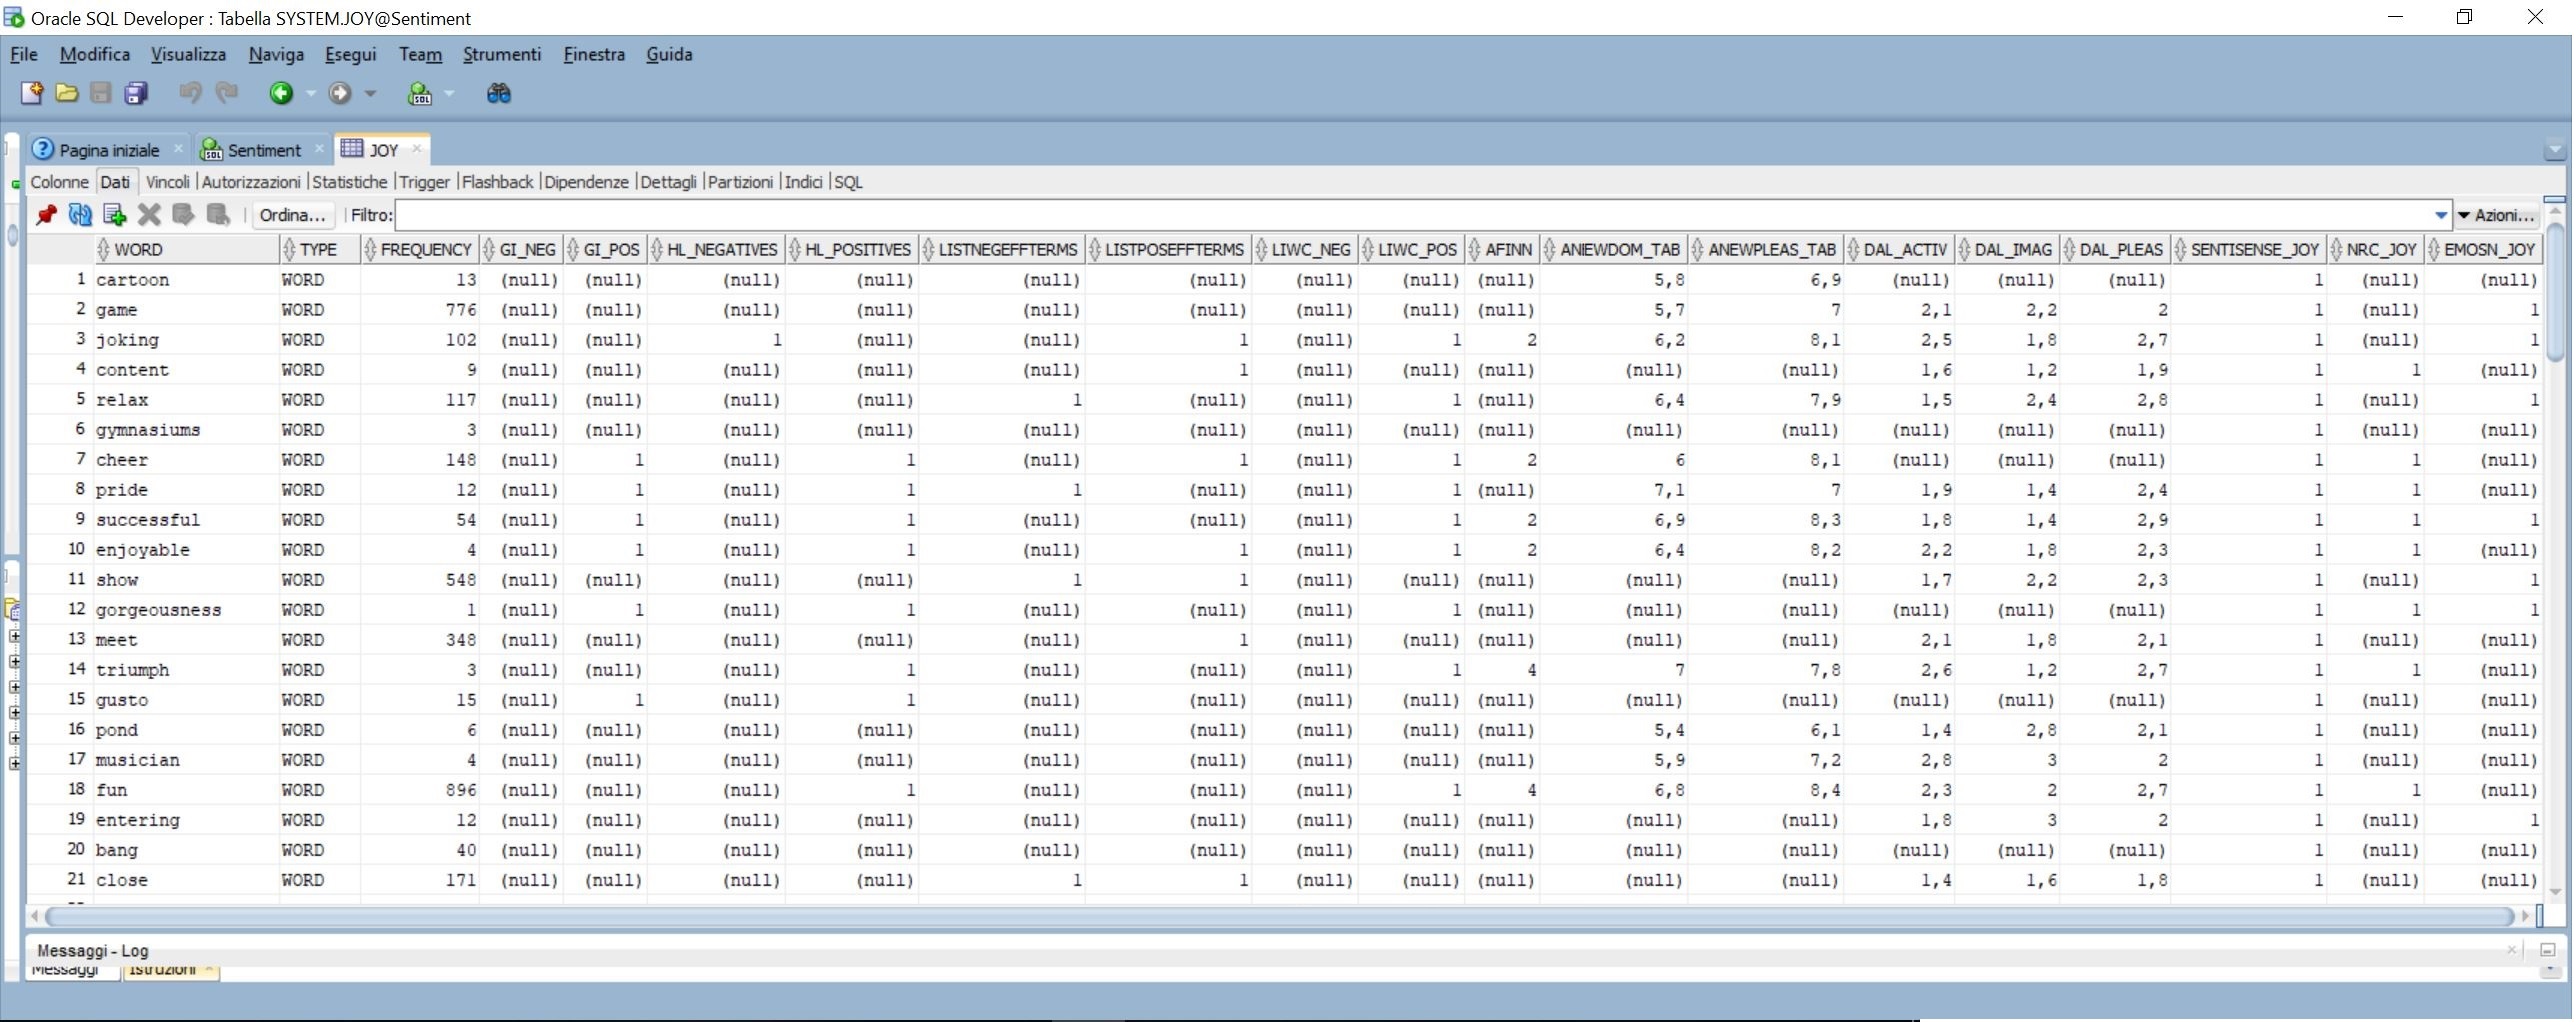 Oracle SQL Developer : Tabella SYSTEM.JOY@Sentiment
File Modifica Visualizza Naviga Esegui Team Strumenti Finestra Guida
Pagina iniziale Sentiment JOY
Colonne Dati Vincoli Autorizzazioni Statistiche Trigger Flashback Dipendenze Dettagli Partizioni Indici SQL
Ordina... Filtro: Azioni...
WORD TYPE FREQUENCY GI_NEG GI_POS HL_NEGATIVES HL_POSITIVES LISTNEGEFFTERMS LISTPOSEFFTERMS LIWC_NEG LIWC_POS AFINN ANIEWDOM_TAB ANEWPLEAS_TAB DAL_ACTIV DAL_IMAG DAL_PLEAS SENTISENSE_JOY NRC_JOY EMOSN_JOY
1 cartoon WORD 13 (null) (null) (null) (null) (null) (null) (null) (null) (null) 5,8 6,9 (null) (null) (null) 1 (null) (null)
2 game WORD 776 (null) (null) (null) (null) (null) (null) (null) (null) (null) 5,7 7 2,1 2,2 2 1 (null) 1
3 joking WORD 102 (null) (null) 1 (null) (null) 1 (null) 1 2 6,2 8,1 2,5 1,8 2,7 1 (null) 1
4 content WORD 9 (null) (null) (null) (null) (null) 1 (null) (null) (null) (null) (null) 1,6 1,2 1,9 1 1 (null)
5 relax WORD 117 (null) (null) (null) (null) 1 (null) (null) 1 (null) 6,4 7,9 1,5 2,4 2,8 1 (null) 1
6 gymnasiums WORD 3 (null) (null) (null) (null) (null) (null) (null) (null) (null) (null) (null) (null) (null) (null) 1 (null) (null)
7 cheer WORD 148 (null) 1 (null) 1 (null) 1 (null) 1 2 6 8,1 (null) (null) (null) 1 1 (null)
8 pride WORD 12 (null) 1 (null) 1 1 (null) (null) 1 (null) 7,1 7 1,9 1,4 2,4 1 1 (null)
9 successful WORD 54 (null) 1 (null) 1 (null) (null) (null) 1 2 6,9 8,3 1,8 1,4 2,9 1 1 1
10 enjoyable WORD 4 (null) 1 (null) 1 (null) 1 (null) 1 2 6,4 8,2 2,2 1,8 2,3 1 1 (null)
11 show WORD 548 (null) (null) (null) (null) 1 1 (null) (null) (null) (null) (null) 1,7 2,2 2,3 1 (null) 1
12 gorgeousness WORD 1 (null) 1 (null) 1 (null) (null) (null) 1 (null) (null) (null) (null) (null) (null) 1 1 1
13 meet WORD 348 (null) (null) (null) (null) (null) 1 (null) (null) (null) (null) (null) 2,1 1,8 2,1 1 (null) (null)
14 triumph WORD 3 (null) (null) (null) 1 (null) (null) (null) 1 4 7 7,8 2,6 1,2 2,7 1 1 (null)
15 gusto WORD 15 (null) 1 (null) 1 (null) (null) (null) (null) (null) (null) (null) (null) (null) (null) 1 (null) (null)
16 pond WORD 6 (null) (null) (null) (null) (null) (null) (null) (null) (null) 5,4 6,1 1,4 2,8 2,1 1 (null) (null)
17 musician WORD 4 (null) (null) (null) (null) (null) (null) (null) (null) (null) 5,9 7,2 2,8 3 2 1 (null) (null)
18 fun WORD 896 (null) (null) (null) 1 (null) (null) (null) 1 4 6,8 8,4 2,3 2 2,7 1 1 (null)
19 entering WORD 12 (null) (null) (null) (null) (null) (null) (null) (null) (null) (null) (null) 1,8 3 2 1 (null) 1
20 bang WORD 40 (null) (null) (null) (null) (null) (null) (null) (null) (null) (null) (null) (null) (null) (null) 1 (null) (null)
21 close WORD 171 (null) (null) (null) (null) 1 1 (null) (null) (null) (null) (null) 1,4 1,6 1,8 1 (null) (null)
Messaggi - Log
Messaggi Istruzioni